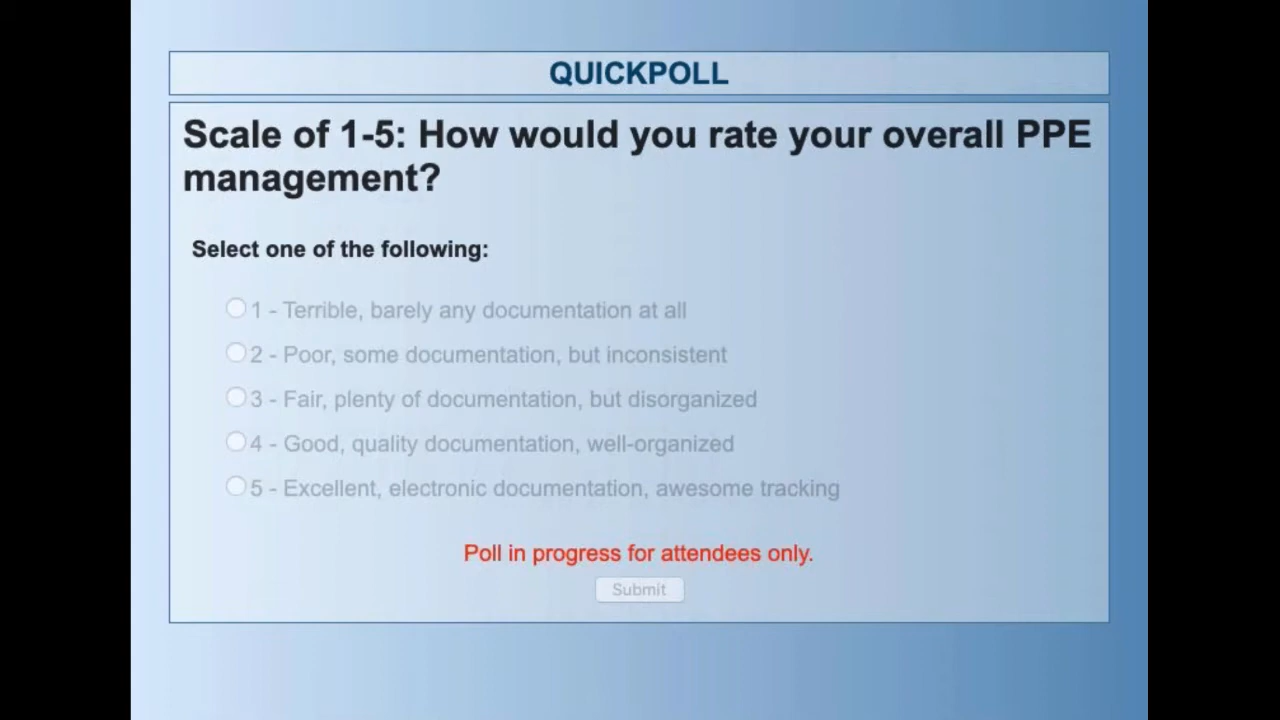 QUICKPOLL
Scale of 1-5: How would you rate your overall PPE
management?
Select one of the following:
1 - Terrible, barely any documentation at all
2 - Poor, some documentation, but inconsistent
3 - Fair, plenty of documentation, but disorganized
4 - Good, quality documentation, well-organized
5 - Excellent, electronic documentation, awesome tracking
Poll in progress for attendees only.
Submit